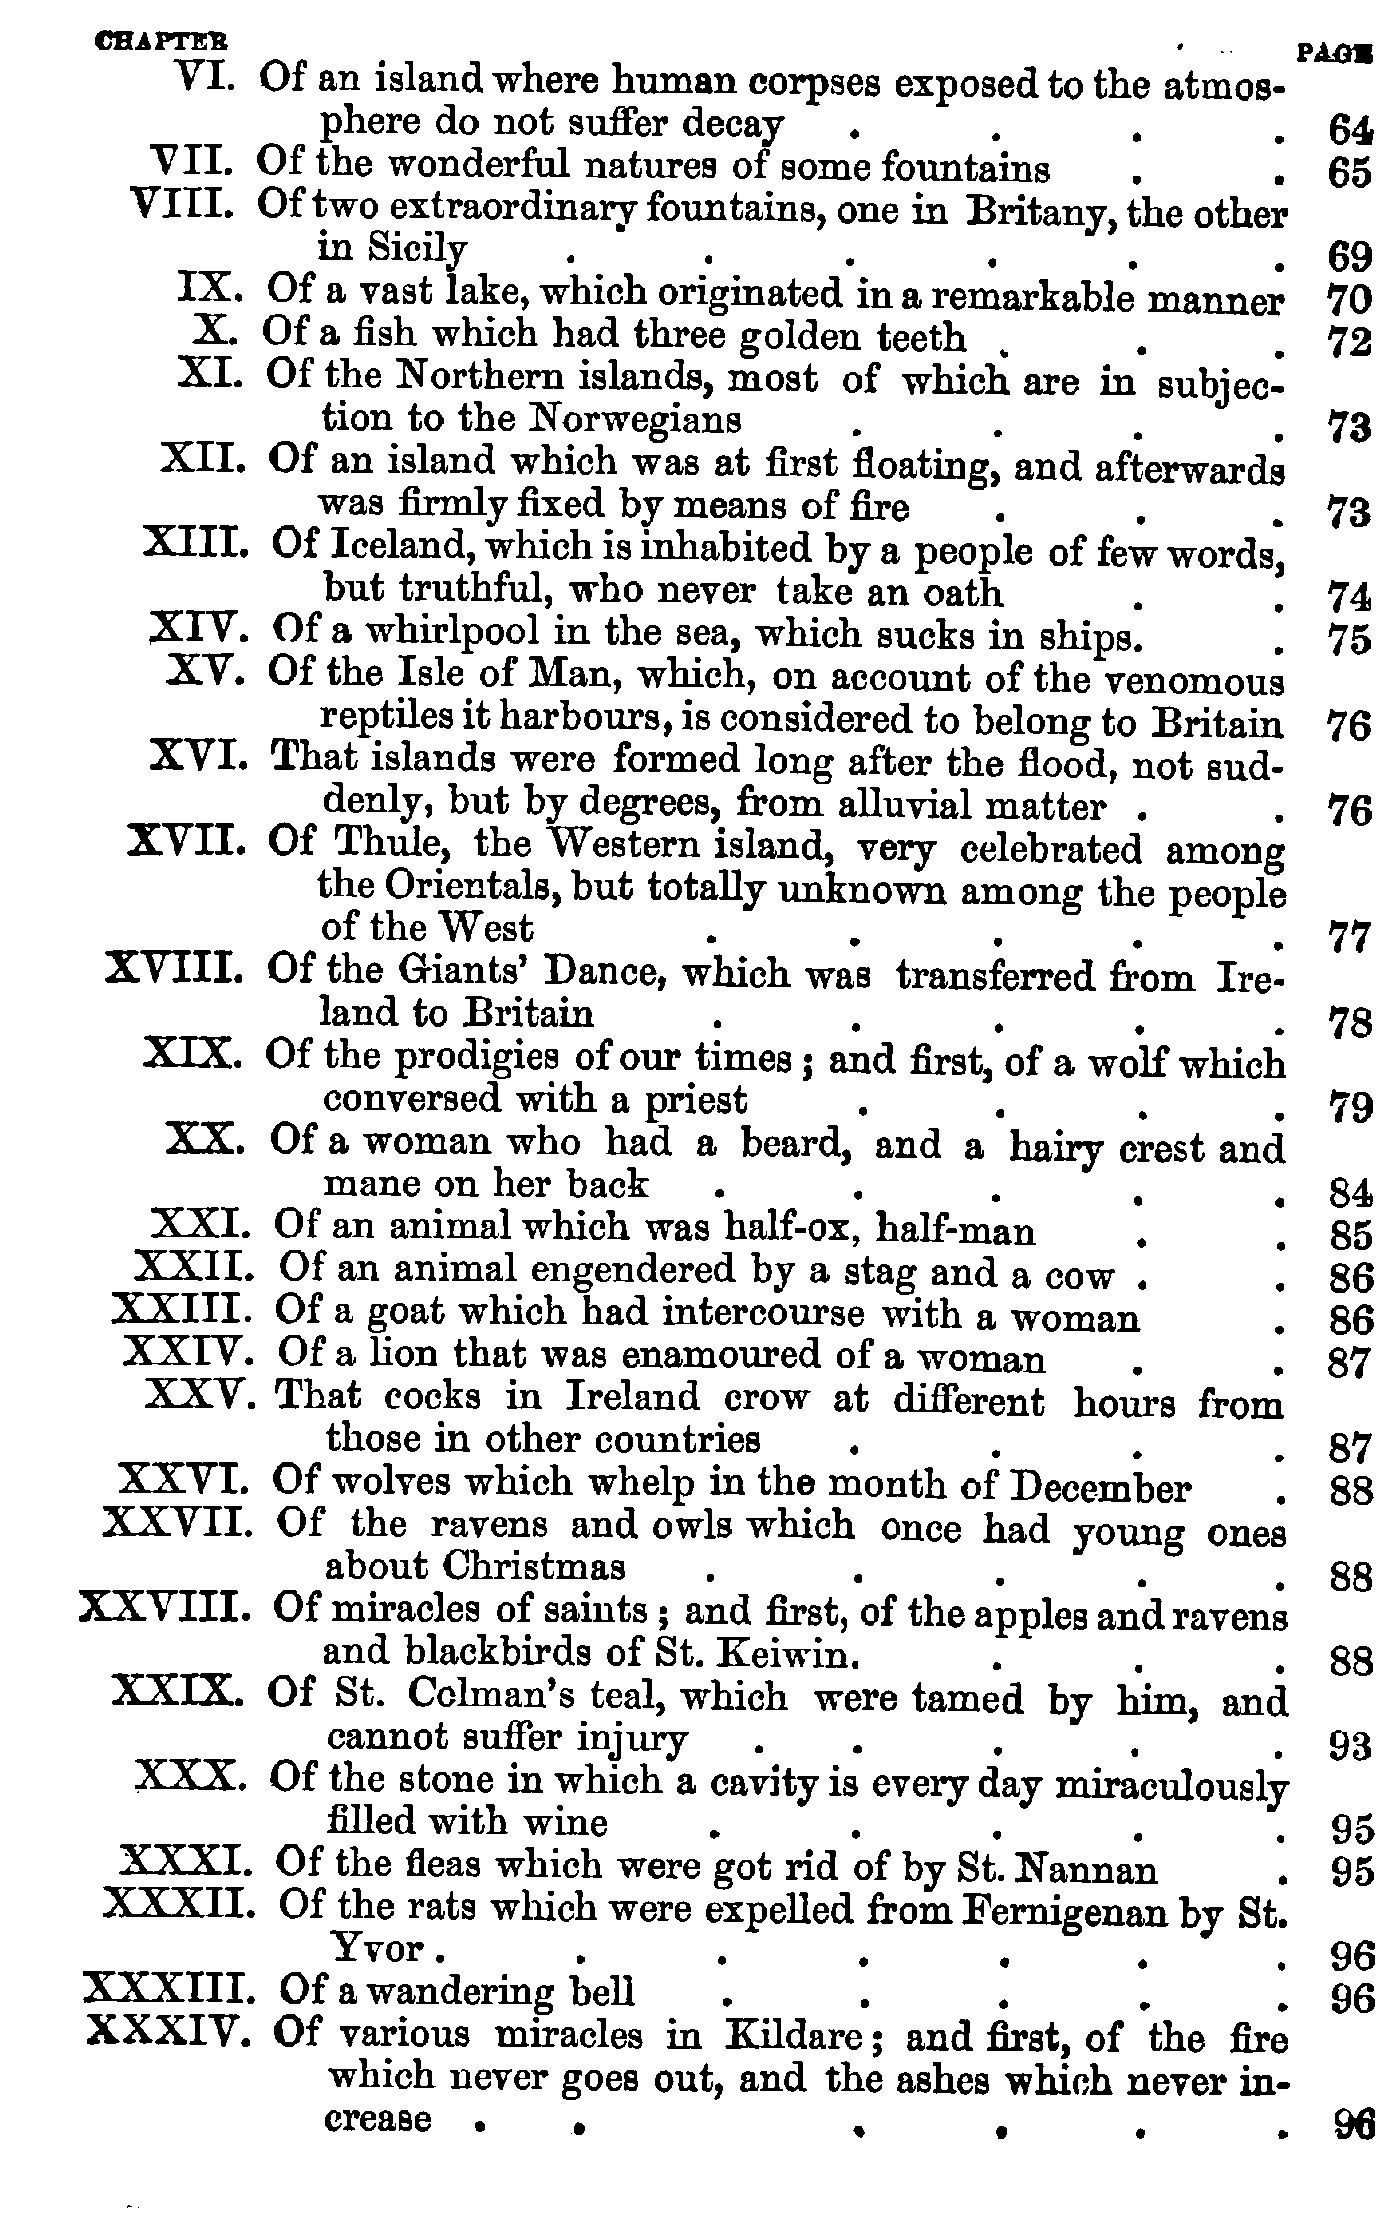 CHAPTER PAGE
VI. Of an island where human corpses exposed to the atmos-
phere do not suffer decay . . . . 64
VII. Of the wonderful natures of some fountains . . 65
VIII. Of two extraordinary fountains, one in Britany, the other
in Sicily . . . . . . 69
IX. Of a vast lake, which originated in a remarkable manner 70
X. Of a fish which had three golden teeth . . . 72
XI. Of the Northern islands, most of which are in subjec-
tion to the Norwegians . . . . 73
XII. Of an island which was at first floating, and afterwards
was firmly fixed by means of fire . . . 73
XIII. Of Iceland, which is inhabited by a people of few words,
but truthful, who never take an oath . . 74
XIV. Of a whirlpool in the sea, which sucks in ships. . 75
XV. Of the Isle of Man, which, on account of the venomous
reptiles it harbours, is considered to belong to Britain 76
XVI. That islands were formed long after the flood, not sud-
denly, but by degrees, from alluvial matter . . 76
XVII. Of Thule, the Western island, very celebrated among
the Orientals, but totally unknown among the people
of the West . . . . . 77
XVIII. Of the Giants' Dance, which was transferred from Ire-
land to Britain . . . . . 78
XIX. Of the prodigies of our times; and first, of a wolf which
conversed with a priest . . . . 79
XX. Of a woman who had a beard, and a hairy crest and
mane on her back . . . . . 84
XXI. Of an animal which was half-ox, half-man . . 85
XXII. Of an animal engendered by a stag and a cow . . 86
XXIII. Of a goat which had intercourse with a woman . 86
XXIV. Of a lion that was enamoured of a woman . . 87
XXV. That cocks in Ireland crow at different hours from
those in other countries . . . . 87
XXVI. Of wolves which whelp in the month of December . 88
XXVII. Of the ravens and owls which once had young ones
about Christmas . . . . . 88
XXVIII. Of miracles of saints; and first, of the apples and ravens
and blackbirds of St. Keiwin. . . . 88
XXIX. Of St. Colman's teal, which were tamed by him, and
cannot suffer injury . . . . . 93
XXX. Of the stone in which a cavity is every day miraculously
filled with wine . . . . . 95
XXXI. Of the fleas which were got rid of by St. Nannan . 95
XXXII. Of the rats which were expelled from Fernigenan by St.
Yvor . . . . . . . 96
XXXIII. Of a wandering bell . . . . . 96
XXXIV. Of various miracles in Kildare; and first, of the fire
which never goes out, and the ashes which never in-
crease . . . . . . 96